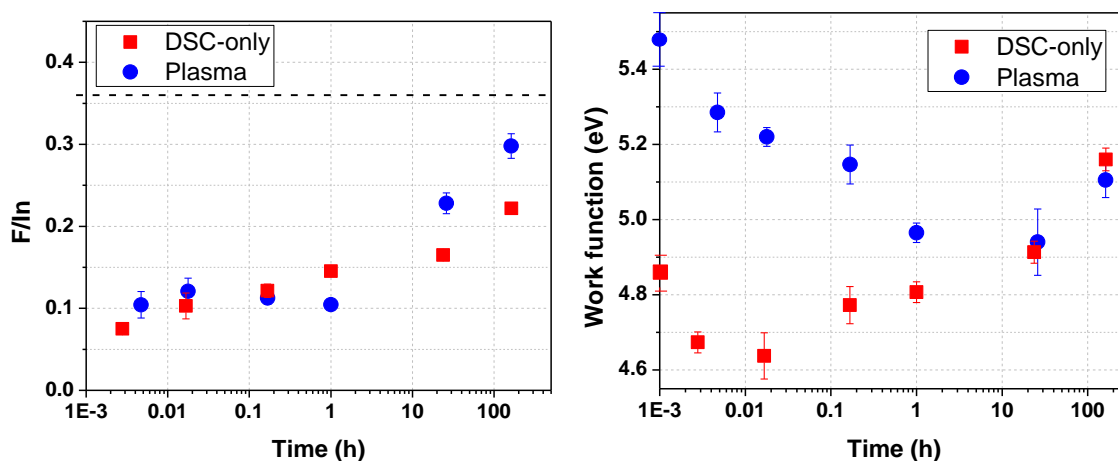 DSC-only
Plasma
0.4
0.3
0.2
0.1
0.0
F/In
1E-3 0.01 0.1 1 10 100
Time (h)
DSC-only
Plasma
5.4
5.2
5.0
4.8
4.6
Work function (eV)
1E-3 0.01 0.1 1 10 100
Time (h)